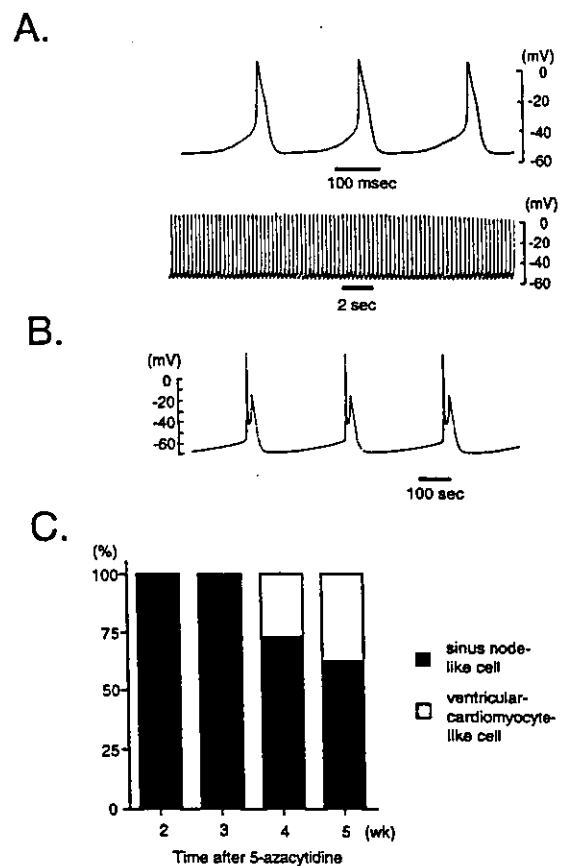 A.
(mV)
0
-20
-40
-60
100 msec
(mV)
0
-20
-40
-60
2 sec
B.
(mV)
0
-20
-40
-60
100 sec
C.
(%)
100
75
50
25
0
2 3 4 5 (wk)
Time after 5-azacytidine
sinus node-
like cell
ventricular-
cardiomyocyte-
like cell